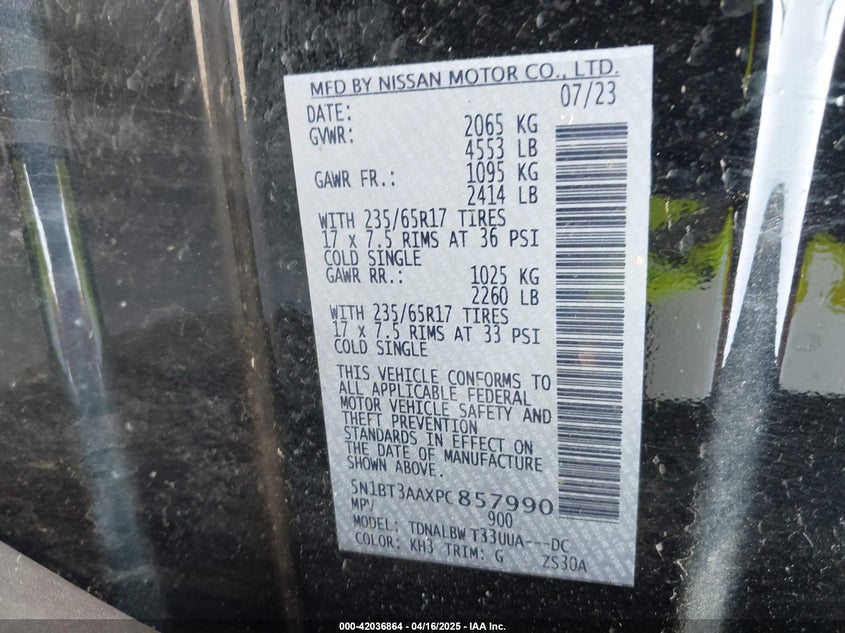 MFD BY NISSAN MOTOR CO., LTD.
DATE: 07/23
GVWR: 2065 KG
4553 LB
GAWR FR.: 1095 KG
2414 LB
WITH 235/65R17 TIRES
17 x 7.5 RIMS AT 36 PSI
COLD SINGLE
GAWR RR.: 1025 KG
2260 LB
WITH 235/65R17 TIRES
17 x 7.5 RIMS AT 33 PSI
COLD SINGLE
THIS VEHICLE CONFORMS TO
ALL APPLICABLE FEDERAL
MOTOR VEHICLE SAFETY AND
THEFT PREVENTION
STANDARDS IN EFFECT ON
THE DATE OF MANUFACTURE
SHOWN ABOVE.
5N1BT3AAXPC857990
MPV 900
MODEL: TDNALBW T33UUA---DC
COLOR: KH3 TRIM: G ZS30A
000-42036864 - 04/16/2025 - IAA Inc.